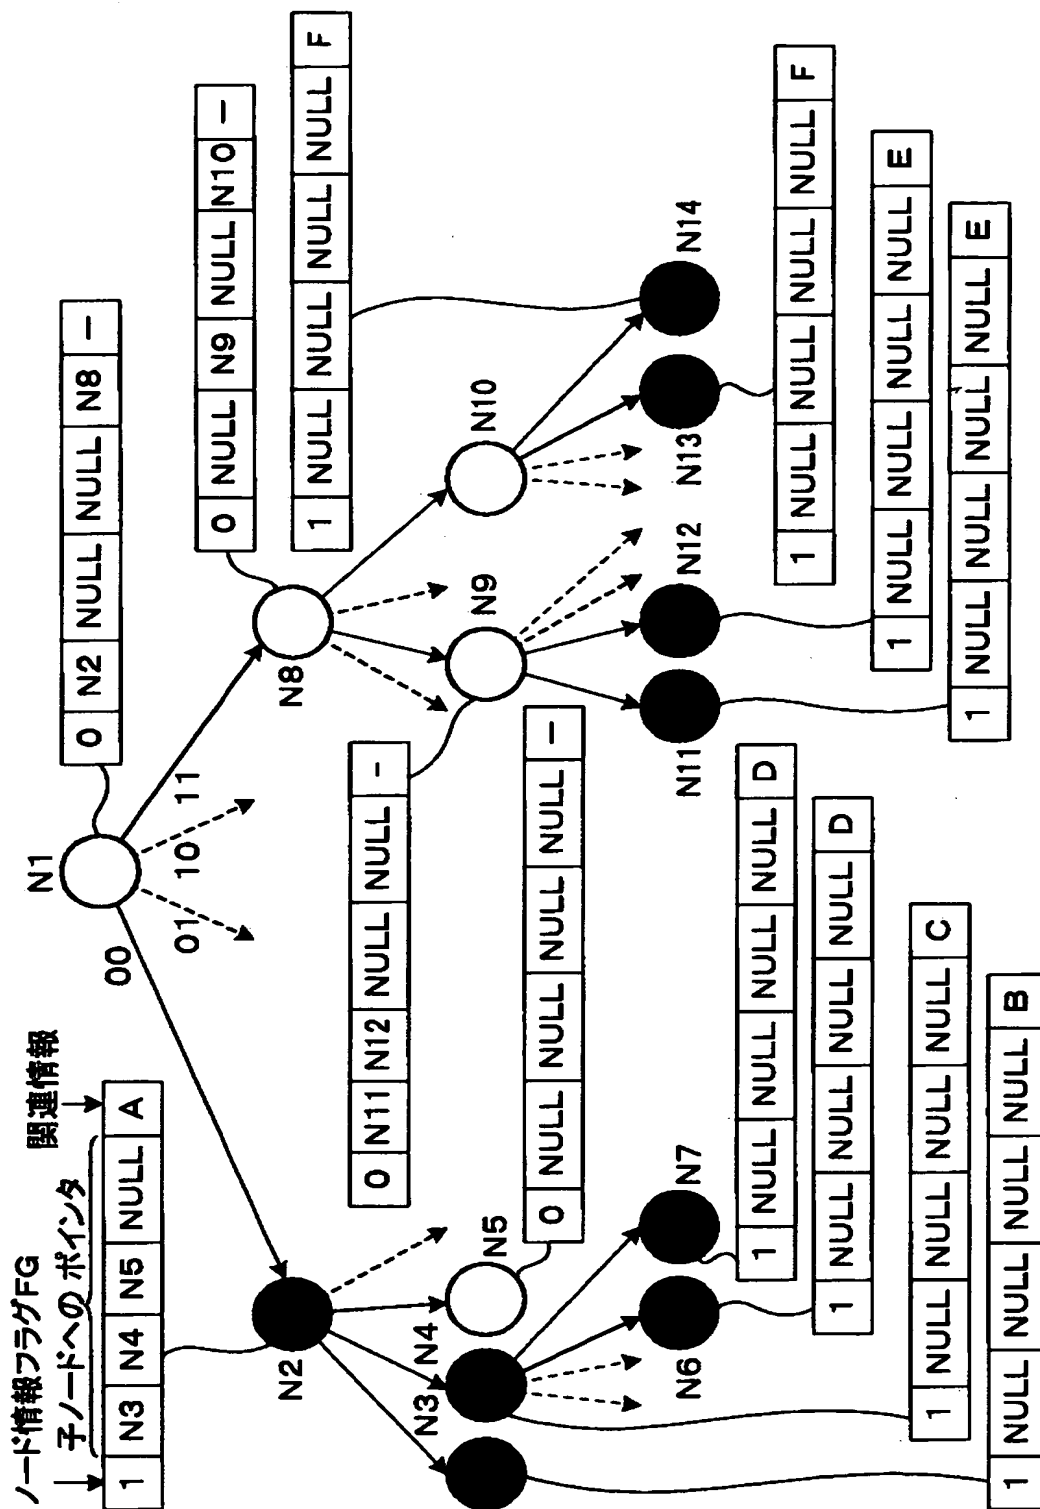 ノード情報フラグFG
子ノードへのポインタ
関連情報
1 N3 N4 N5 NULL A
N1
0 N2 NULL NULL N8 −
00
01
10
11
N2
N8
0 NULL N9 NULL N10 −
1 NULL NULL NULL NULL F
0 N11 N12 NULL NULL −
N3
N4
N5
N9
N10
0 NULL NULL NULL NULL −
N6
N7
N11
N12
N13
N14
1 NULL NULL NULL NULL D
1 NULL NULL NULL NULL F
1 NULL NULL NULL NULL D
1 NULL NULL NULL NULL E
1 NULL NULL NULL NULL C
1 NULL NULL NULL NULL E
1 NULL NULL NULL NULL B